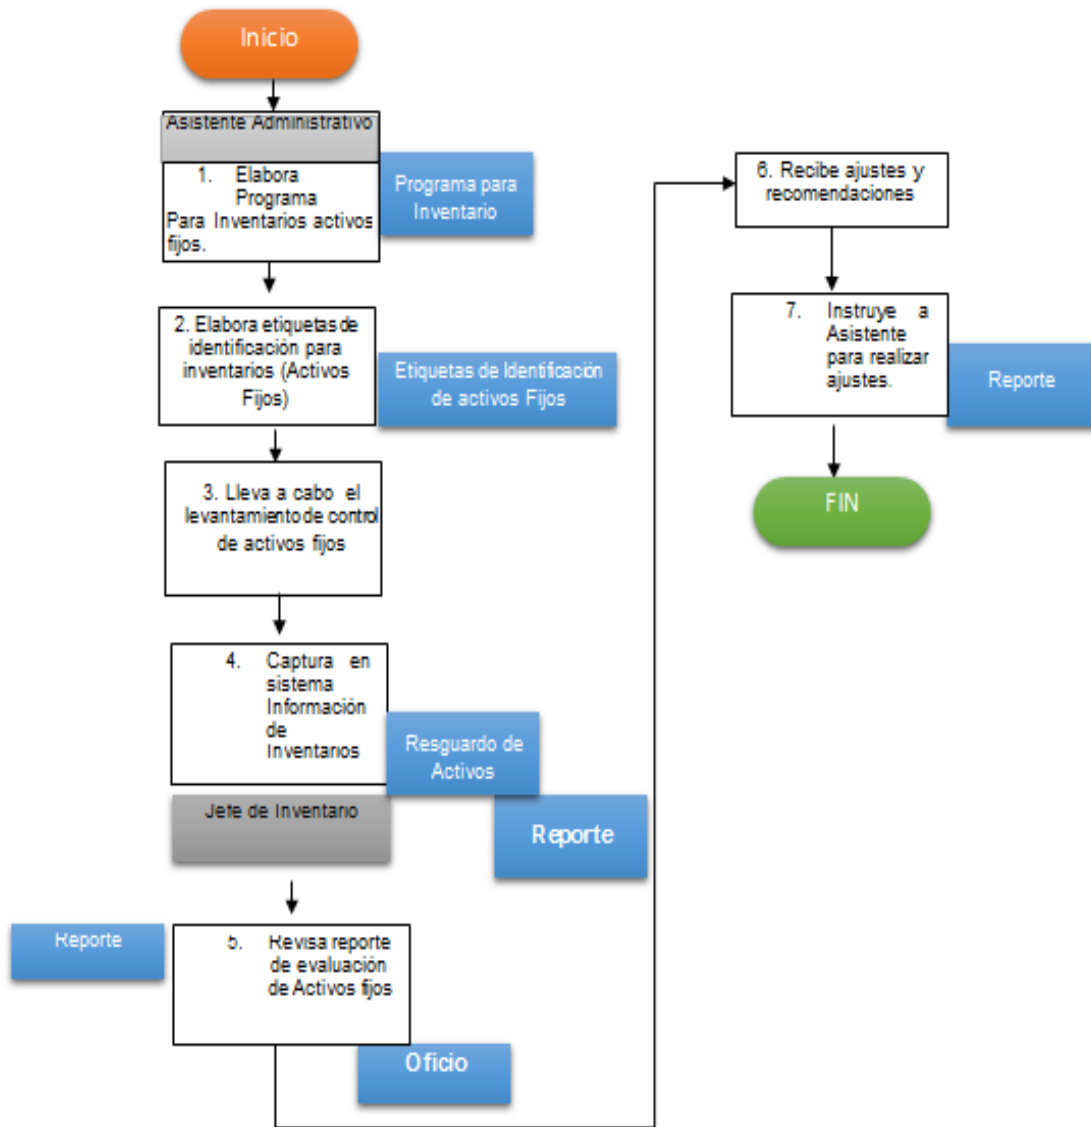 Inicio
Asistente Administrativo
1. Elabora
Programa
Para Inventarios activos
fijos.
Programa para
Inventario
2. Elabora etiquetas de
identificación para
inventarios (Activos
Fijos)
Etiquetas de Identificación
de activos Fijos
3. Lleva a cabo el
levantamiento de control
de activos fijos
4. Captura en
sistema
Información
de
Inventarios
Resguardo de
Activos
Jefe de Inventario
Reporte
Reporte
5. Revisa reporte
de evaluación
de Activos fijos
Oficio
6. Recibe ajustes y
recomendaciones
7. Instruye a
Asistente
para realizar
ajustes.
Reporte
FIN